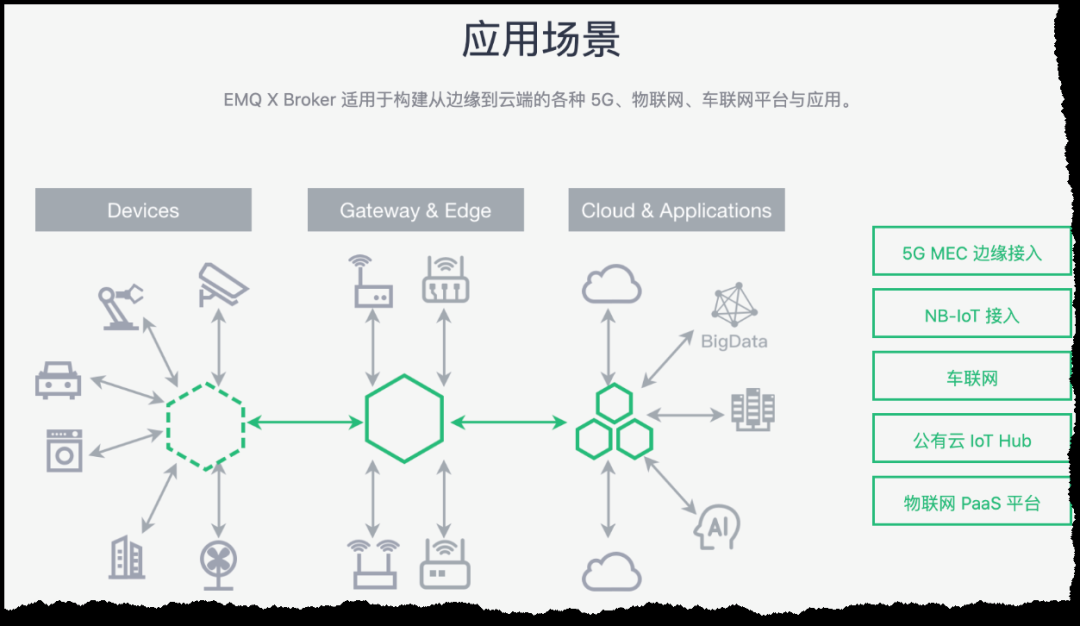 应用场景
EMQ X Broker 适用于构建从边缘到云端的各种 5G、物联网、车联网平台与应用。
Devices
Gateway & Edge
Cloud & Applications
BigData
AI
5G MEC 边缘接入
NB-IoT 接入
车联网
公有云 IoT Hub
物联网 PaaS 平台